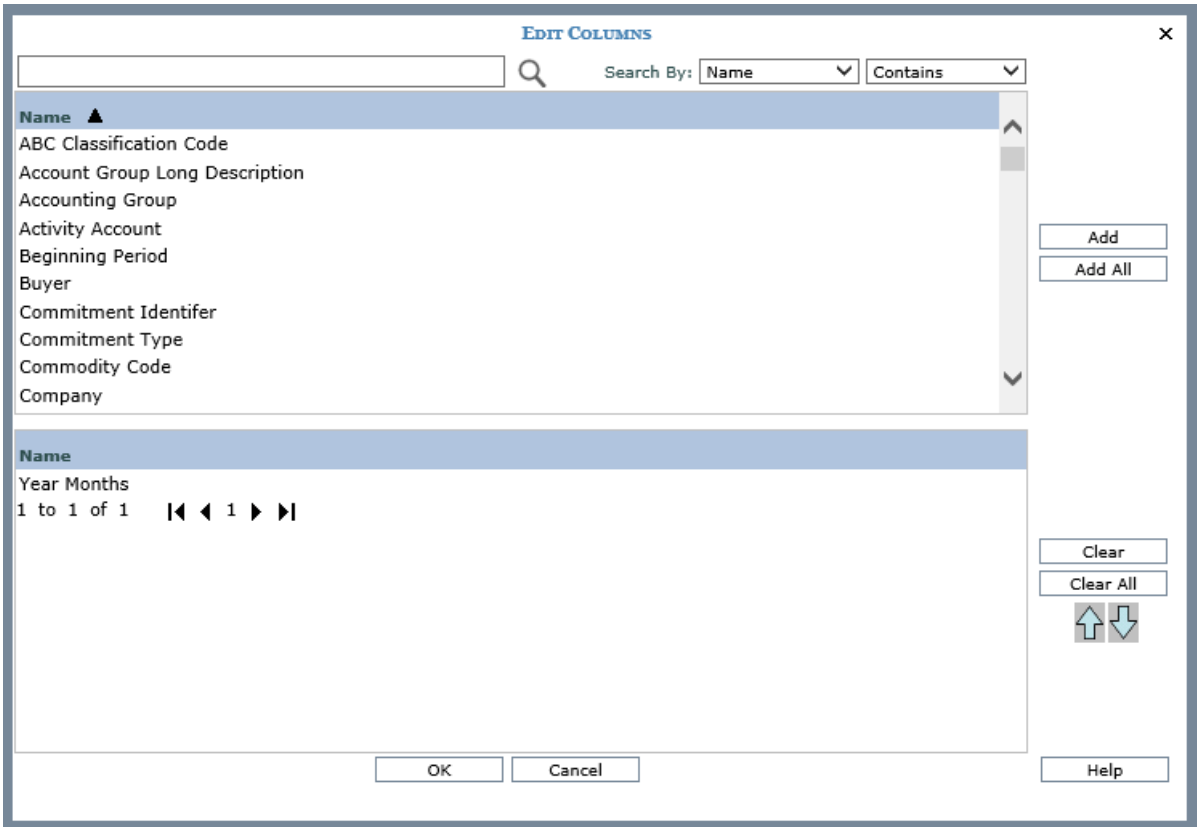 EDIT COLUMNS
Search By: Name Contains
Name
ABC Classification Code
Account Group Long Description
Accounting Group
Activity Account
Beginning Period
Buyer
Commitment Identifer
Commitment Type
Commodity Code
Company
Add
Add All
Name
Year Months
1 to 1 of 1 1
Clear
Clear All
OK Cancel Help